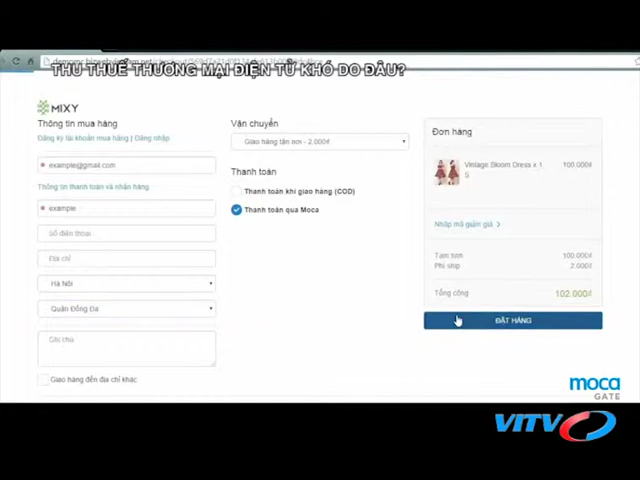 THU THUẾ THƯƠNG MẠI ĐIỆN TỬ KHÓ DO ĐÂU?
MIXY
Thông tin mua hàng
Đăng ký tài khoản mua hàng | Đăng nhập
example@gmail.com
Thông tin thanh toán và nhận hàng
example
Số điện thoại
Địa chỉ
Hà Nội
Quận Đống Đa
Ghi chú
Giao hàng đến địa chỉ khác
Vận chuyển
Giao hàng tận nơi - 2.000₫
Thanh toán
Thanh toán khi giao hàng (COD)
Thanh toán qua Moca
Đơn hàng
Vintage Bloom Dress x 1 100.000₫
S
Nhập mã giảm giá >
Tạm tính 100.000₫
Phí ship 2.000₫
Tổng cộng 102.000₫
ĐẶT HÀNG
moca
GATE
VITV